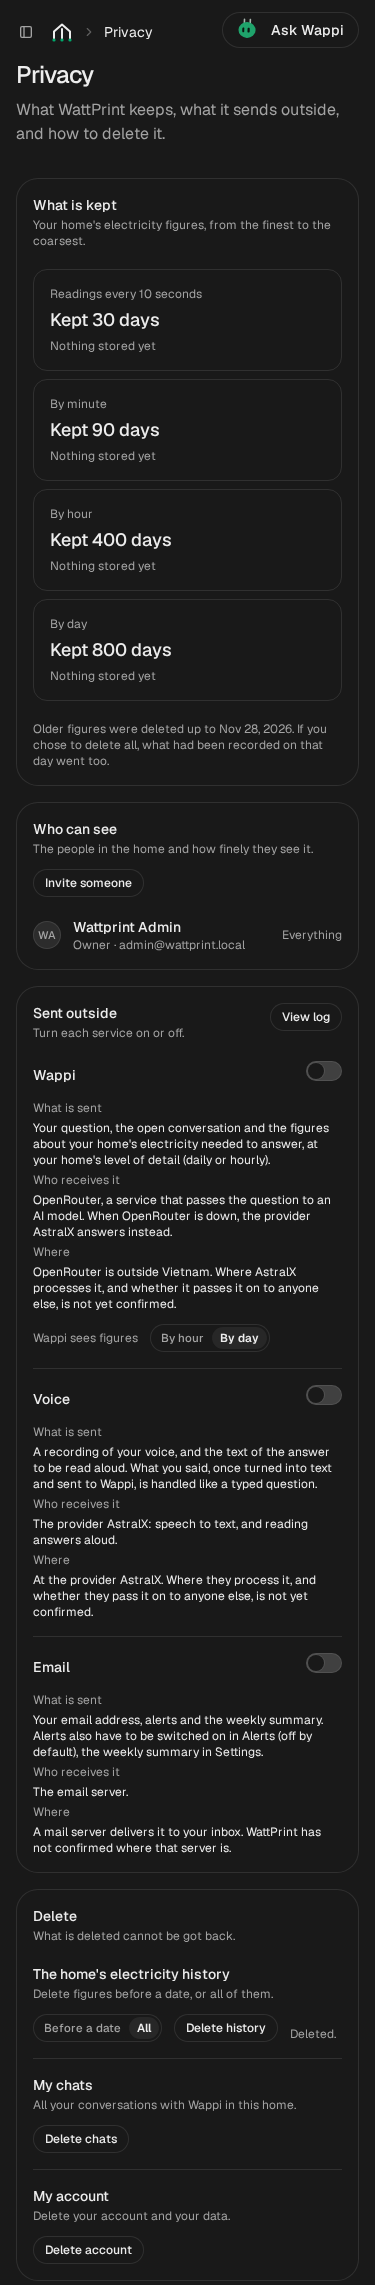 Privacy
Ask Wappi
Privacy
What WattPrint keeps, what it sends outside,
and how to delete it.
What is kept
Your home's electricity figures, from the finest to the
coarsest.
Readings every 10 seconds
Kept 30 days
Nothing stored yet
By minute
Kept 90 days
Nothing stored yet
By hour
Kept 400 days
Nothing stored yet
By day
Kept 800 days
Nothing stored yet
Older figures were deleted up to Nov 28, 2026. If you
chose to delete all, what had been recorded on that
day went too.
Who can see
The people in the home and how finely they see it.
Invite someone
WA
Wattprint Admin
Everything
Owner · admin@wattprint.local
Sent outside
View log
Turn each service on or off.
Wappi
What is sent
Your question, the open conversation and the figures
about your home's electricity needed to answer, at
your home's level of detail (daily or hourly).
Who receives it
OpenRouter, a service that passes the question to an
AI model. When OpenRouter is down, the provider
AstralX answers instead.
Where
OpenRouter is outside Vietnam. Where AstralX
processes it, and whether it passes it on to anyone
else, is not yet confirmed.
Wappi sees figures By hour By day
Voice
What is sent
A recording of your voice, and the text of the answer
to be read aloud. What you said, once turned into text
and sent to Wappi, is handled like a typed question.
Who receives it
The provider AstralX: speech to text, and reading
answers aloud.
Where
At the provider AstralX. Where they process it, and
whether they pass it on to anyone else, is not yet
confirmed.
Email
What is sent
Your email address, alerts and the weekly summary.
Alerts also have to be switched on in Alerts (off by
default), the weekly summary in Settings.
Who receives it
The email server.
Where
A mail server delivers it to your inbox. WattPrint has
not confirmed where that server is.
Delete
What is deleted cannot be got back.
The home's electricity history
Delete figures before a date, or all of them.
Before a date All Delete history Deleted.
My chats
All your conversations with Wappi in this home.
Delete chats
My account
Delete your account and your data.
Delete account